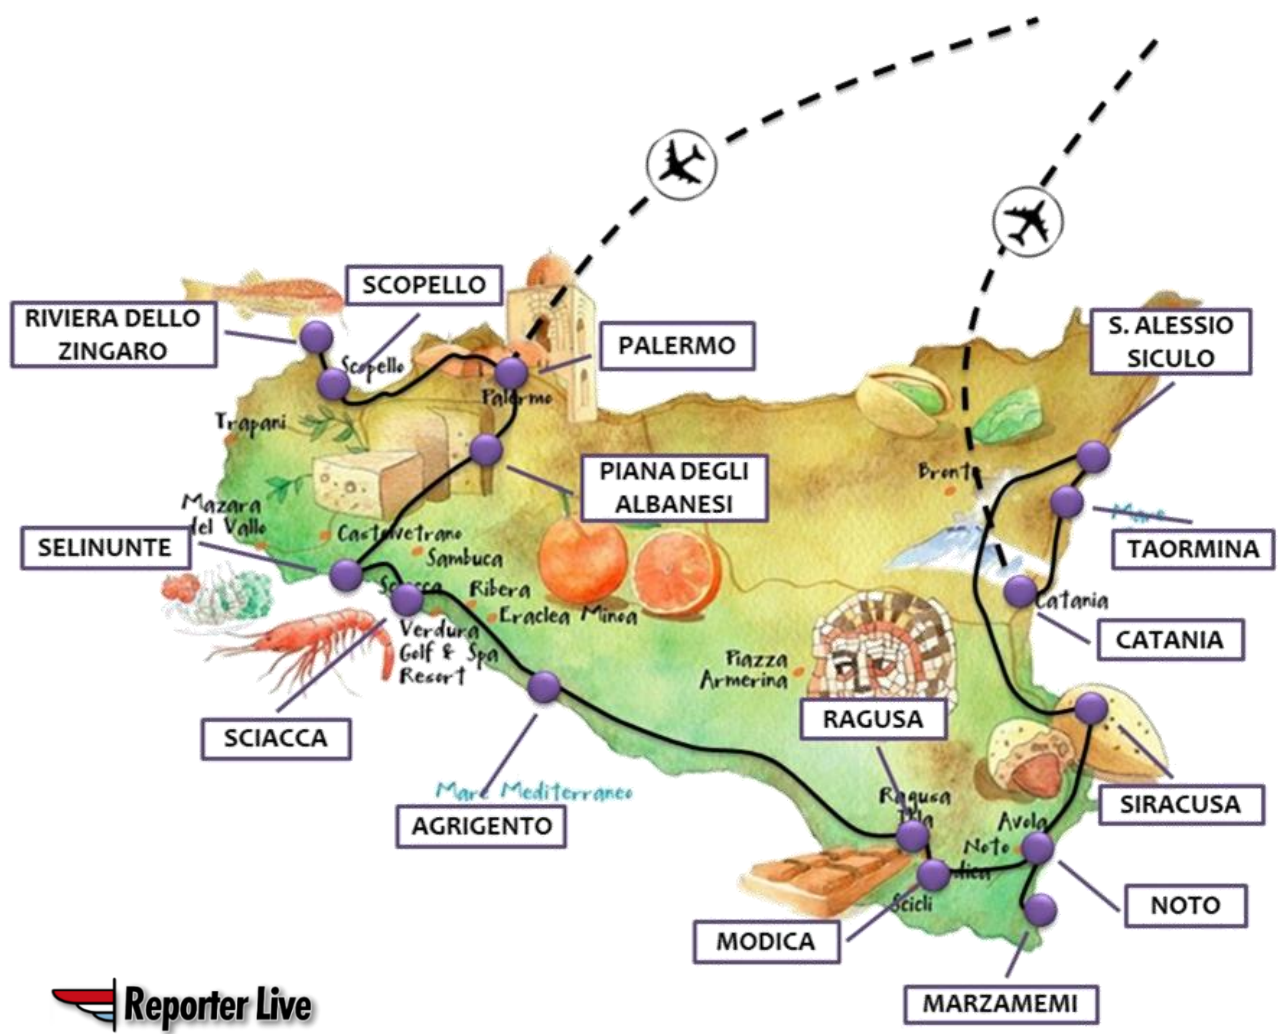 SCOPELLO
RIVIERA DELLO
ZINGARO
S. ALESSIO
SICULO
PALERMO
Scopello
Palermo
Trapani
PIANA DEGLI
ALBANESI
Bronte
Mazara
del Vallo
Mare
SELINUNTE
Castelvetrano
TAORMINA
Sambuca
Sciacca
Ribera
Catania
Eraclea Minoa
Verdura
Golf & Spa
Resort
CATANIA
Piazza
Armerina
RAGUSA
SCIACCA
Mare Mediterraneo
Ragusa
Ibla
SIRACUSA
AGRIGENTO
Avola
Noto
dica
Scicli
NOTO
MODICA
MARZAMEMI
Reporter Live